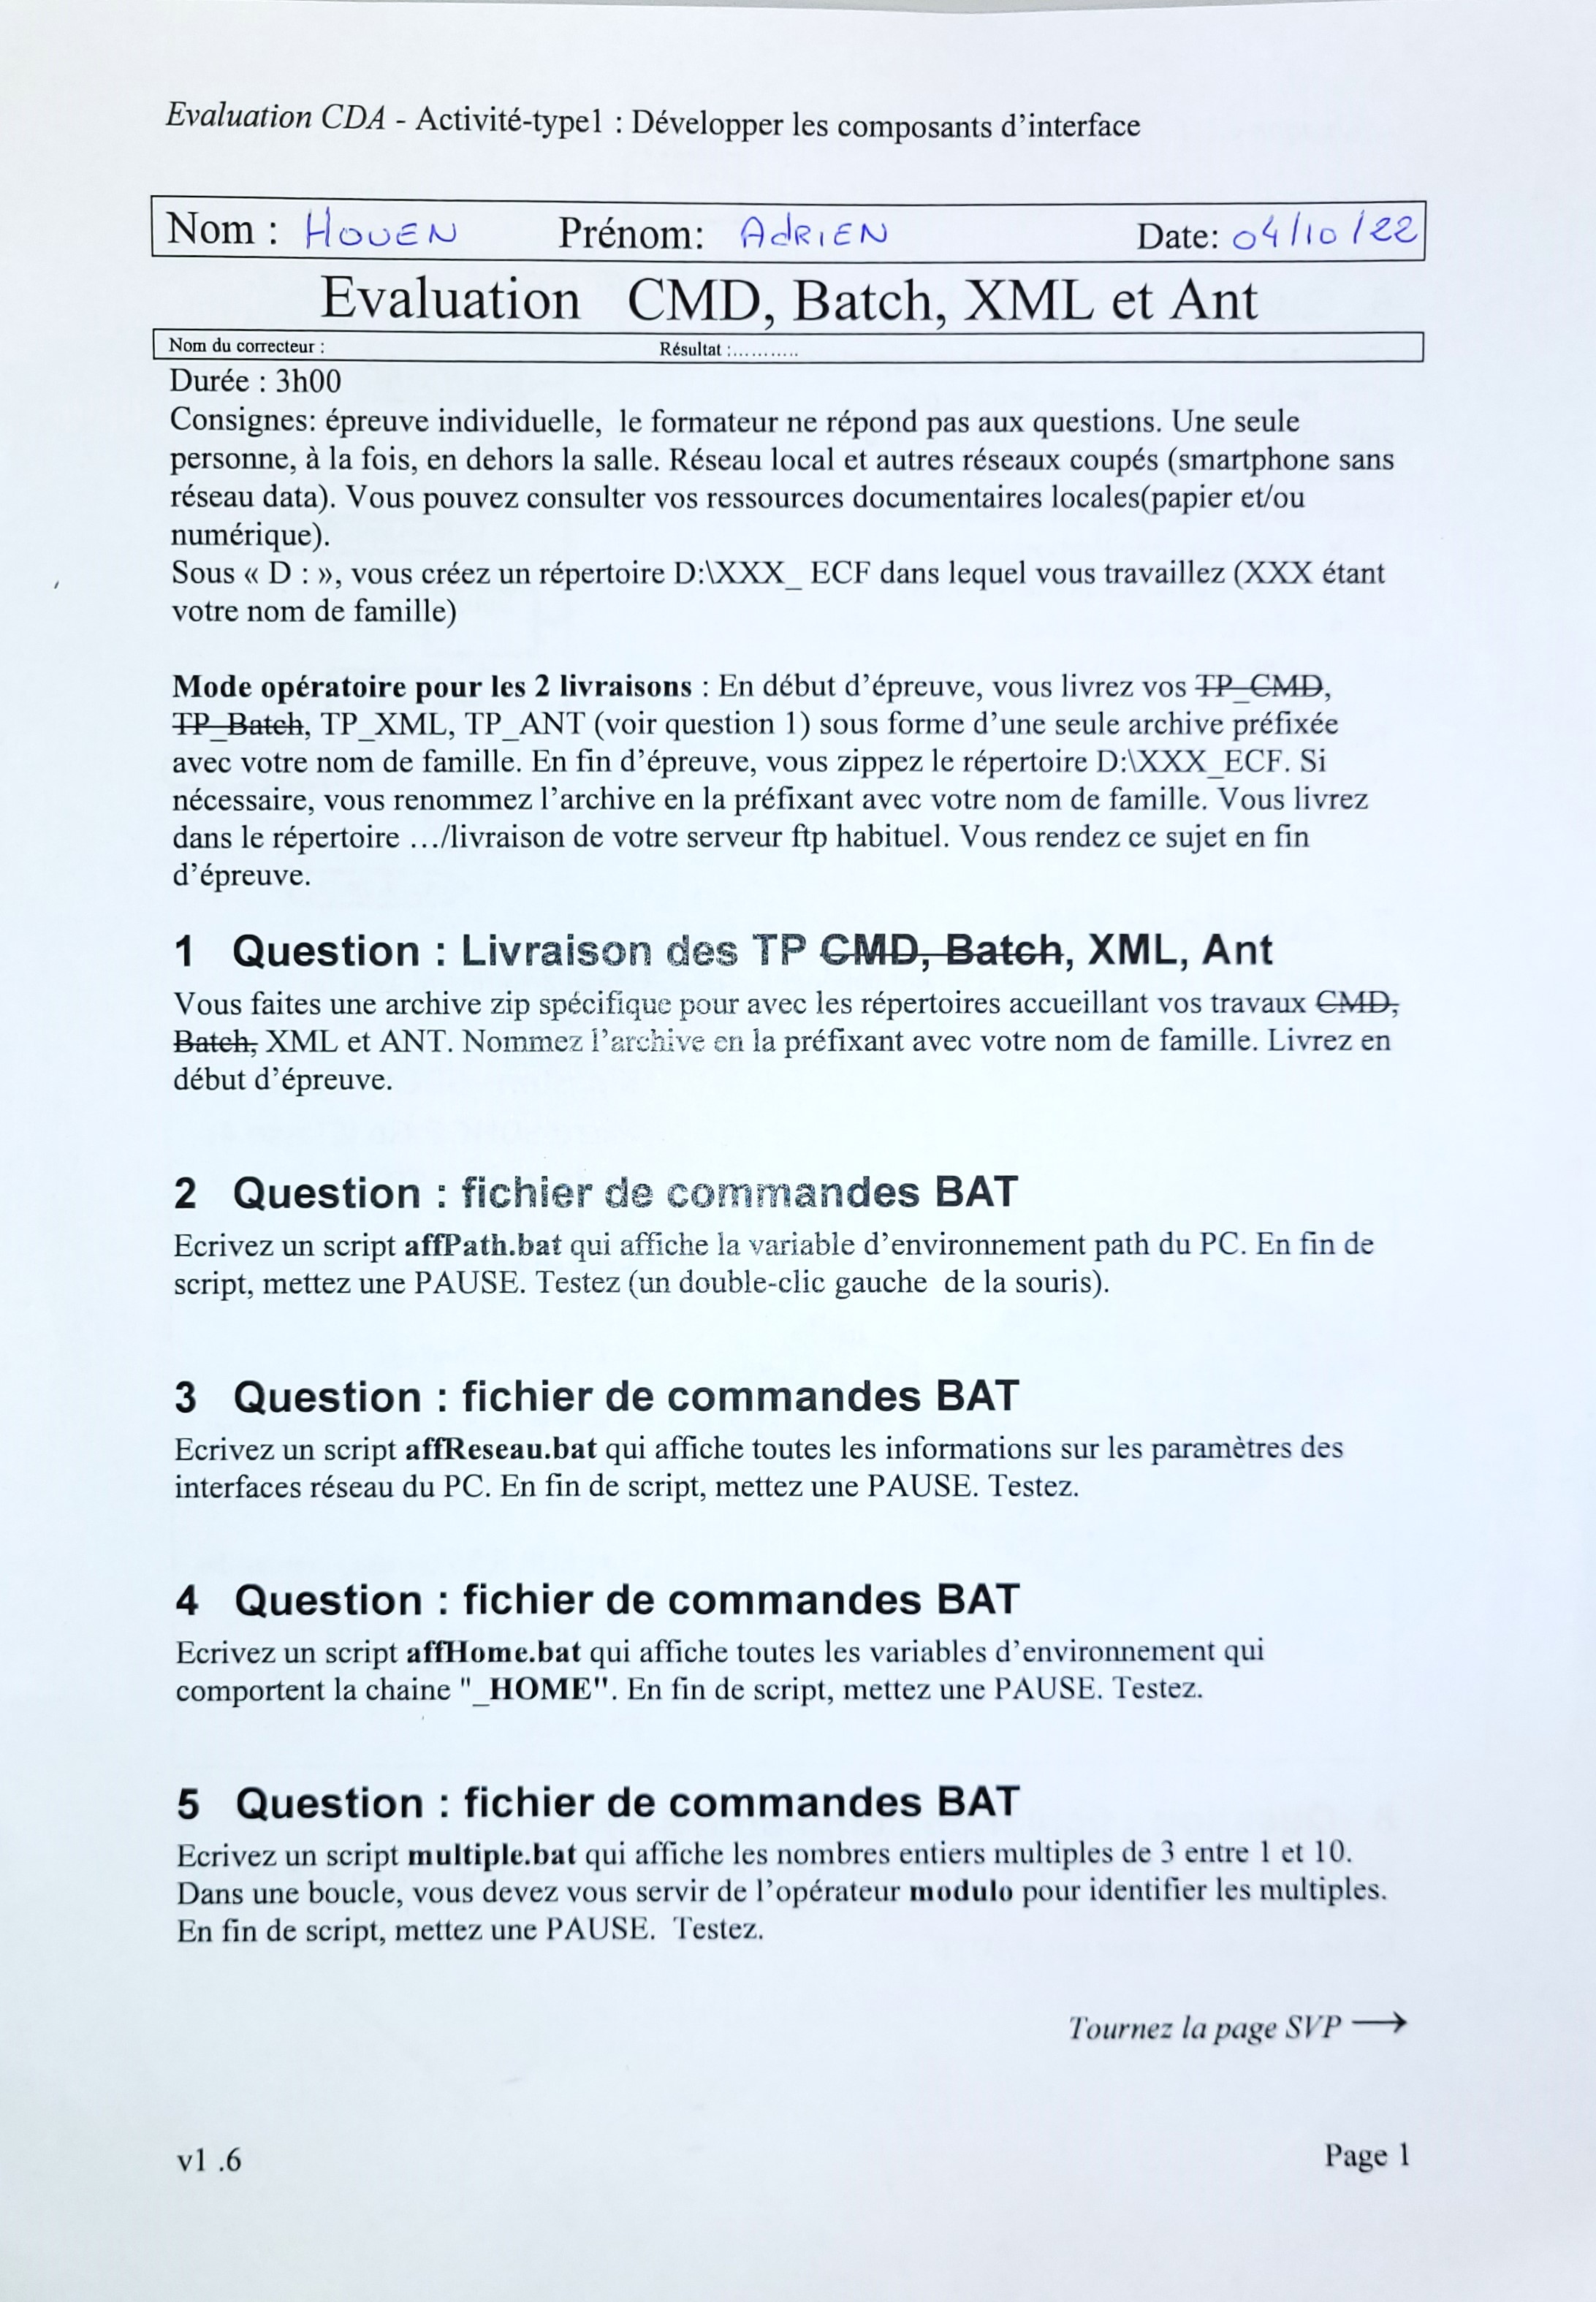 Evaluation CDA - Activité-type1 : Développer les composants d’interface
Nom : HOUEN Prénom: AdRIEN Date: 04/10/22
Evaluation CMD, Batch, XML et Ant
Nom du correcteur : Résultat :...........
Durée : 3h00
Consignes: épreuve individuelle, le formateur ne répond pas aux questions. Une seule
personne, à la fois, en dehors la salle. Réseau local et autres réseaux coupés (smartphone sans
réseau data). Vous pouvez consulter vos ressources documentaires locales(papier et/ou
numérique).
Sous « D : », vous créez un répertoire D:\XXX_ ECF dans lequel vous travaillez (XXX étant
votre nom de famille)
Mode opératoire pour les 2 livraisons : En début d’épreuve, vous livrez vos TP_CMD,
TP_Batch, TP_XML, TP_ANT (voir question 1) sous forme d’une seule archive préfixée
avec votre nom de famille. En fin d’épreuve, vous zippez le répertoire D:\XXX_ECF. Si
nécessaire, vous renommez l’archive en la préfixant avec votre nom de famille. Vous livrez
dans le répertoire …/livraison de votre serveur ftp habituel. Vous rendez ce sujet en fin
d’épreuve.
1 Question : Livraison des TP CMD, Batch, XML, Ant
Vous faites une archive zip spécifique pour avec les répertoires accueillant vos travaux CMD,
Batch, XML et ANT. Nommez l’archive en la préfixant avec votre nom de famille. Livrez en
début d’épreuve.
2 Question : fichier de commandes BAT
Ecrivez un script affPath.bat qui affiche la variable d’environnement path du PC. En fin de
script, mettez une PAUSE. Testez (un double-clic gauche de la souris).
3 Question : fichier de commandes BAT
Ecrivez un script affReseau.bat qui affiche toutes les informations sur les paramètres des
interfaces réseau du PC. En fin de script, mettez une PAUSE. Testez.
4 Question : fichier de commandes BAT
Ecrivez un script affHome.bat qui affiche toutes les variables d’environnement qui
comportent la chaine "_HOME". En fin de script, mettez une PAUSE. Testez.
5 Question : fichier de commandes BAT
Ecrivez un script multiple.bat qui affiche les nombres entiers multiples de 3 entre 1 et 10.
Dans une boucle, vous devez vous servir de l’opérateur modulo pour identifier les multiples.
En fin de script, mettez une PAUSE. Testez.
Tournez la page SVP →
v1 .6 Page 1